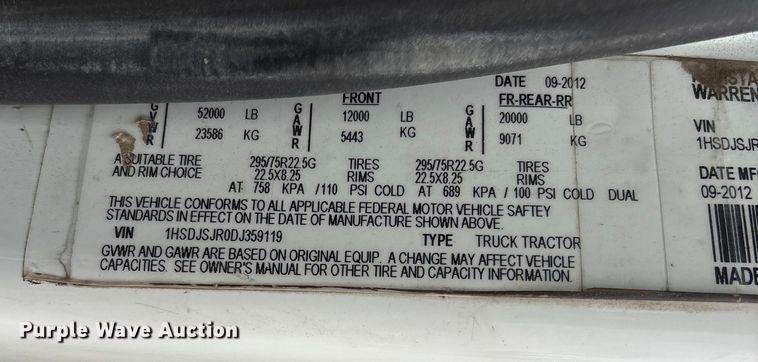 DATE 09-2012
FRONT FR-REAR-RR
GVWR 52000 LB GAWR 12000 LB GAWR 20000 LB
23586 KG 5443 KG 9071 KG
A SUITABLE TIRE 295/75R22.5G TIRES 295/75R22.5G TIRES
AND RIM CHOICE 22.5X8.25 RIMS 22.5X8.25 RIMS
AT 758 KPA /110 PSI COLD AT 689 KPA / 100 PSI COLD DUAL
THIS VEHICLE CONFORMS TO ALL APPLICABLE FEDERAL MOTOR VEHICLE SAFTEY
STANDARDS IN EFFECT ON THE DATE OF MANUFACTURE SHOWN ABOVE.
VIN 1HSDJSJR0DJ359119 TYPE TRUCK TRACTOR
GVWR AND GAWR ARE BASED ON ORIGINAL EQUIP. A CHANGE MAY AFFECT VEHICLE
CAPACITIES. SEE OWNER'S MANUAL FOR OTHER TIRE AND CAPACITY INFORMATION.
WARREN
VIN
1HSDJSJR
DATE MFG
09-2012
MADE
Purple Wave Auction